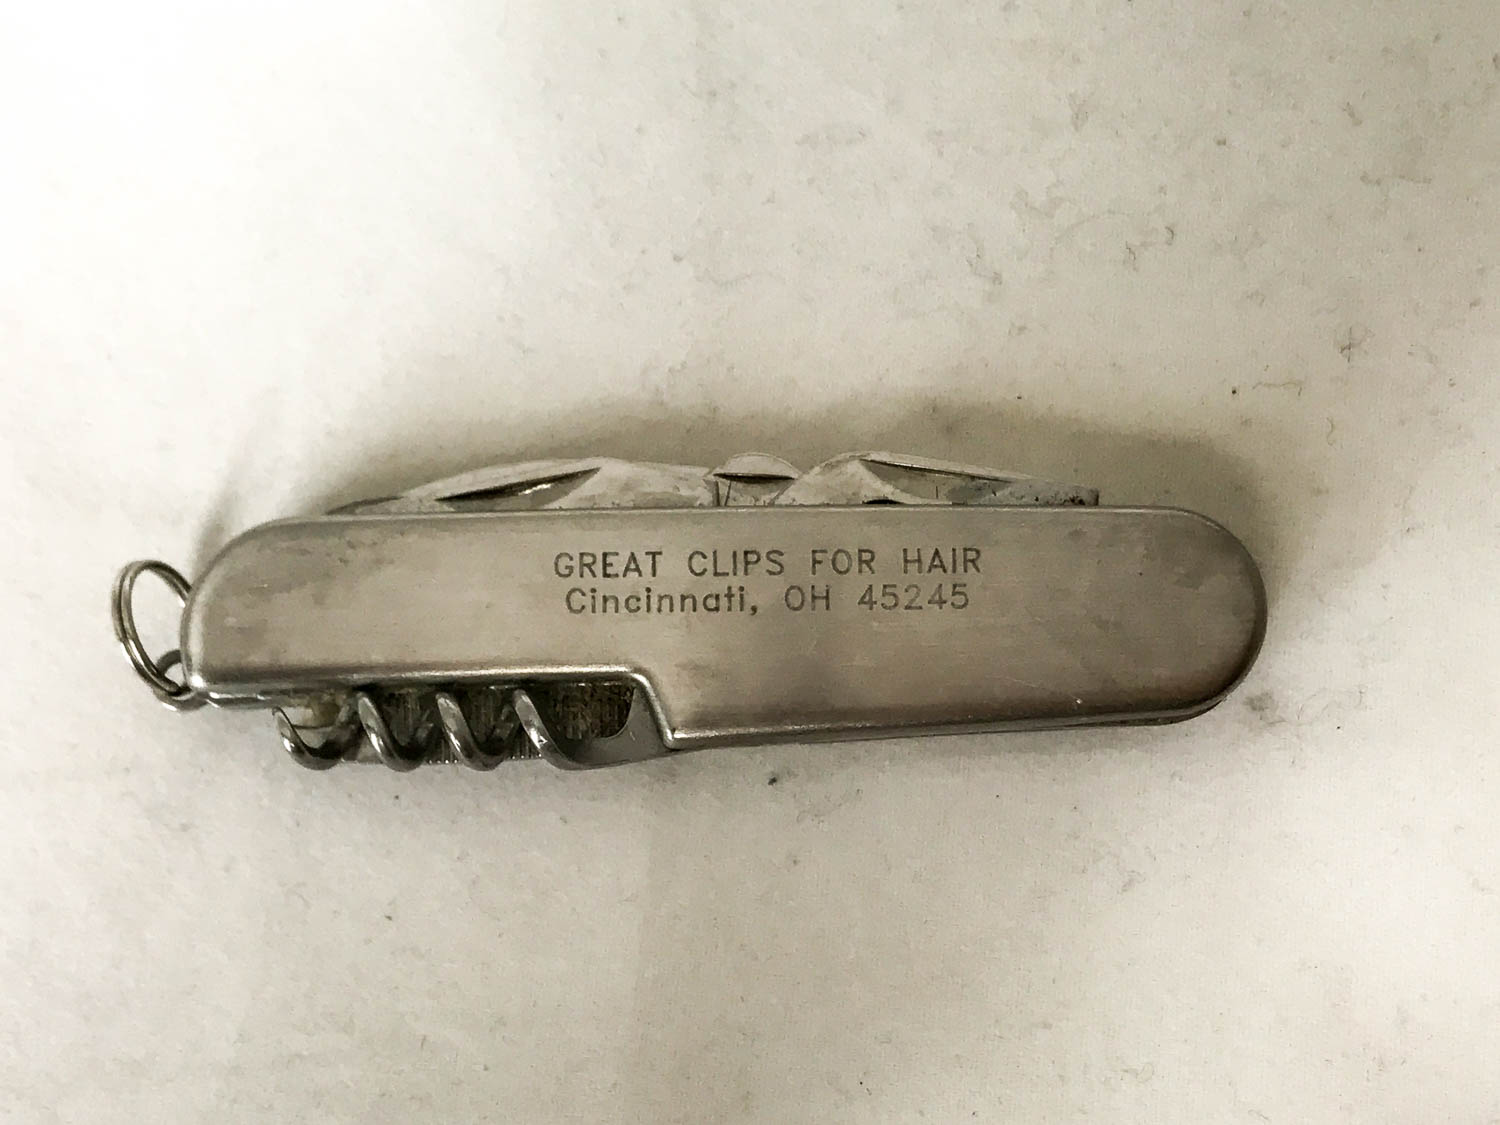 GREAT CLIPS FOR HAIR
Cincinnati, OH 45245